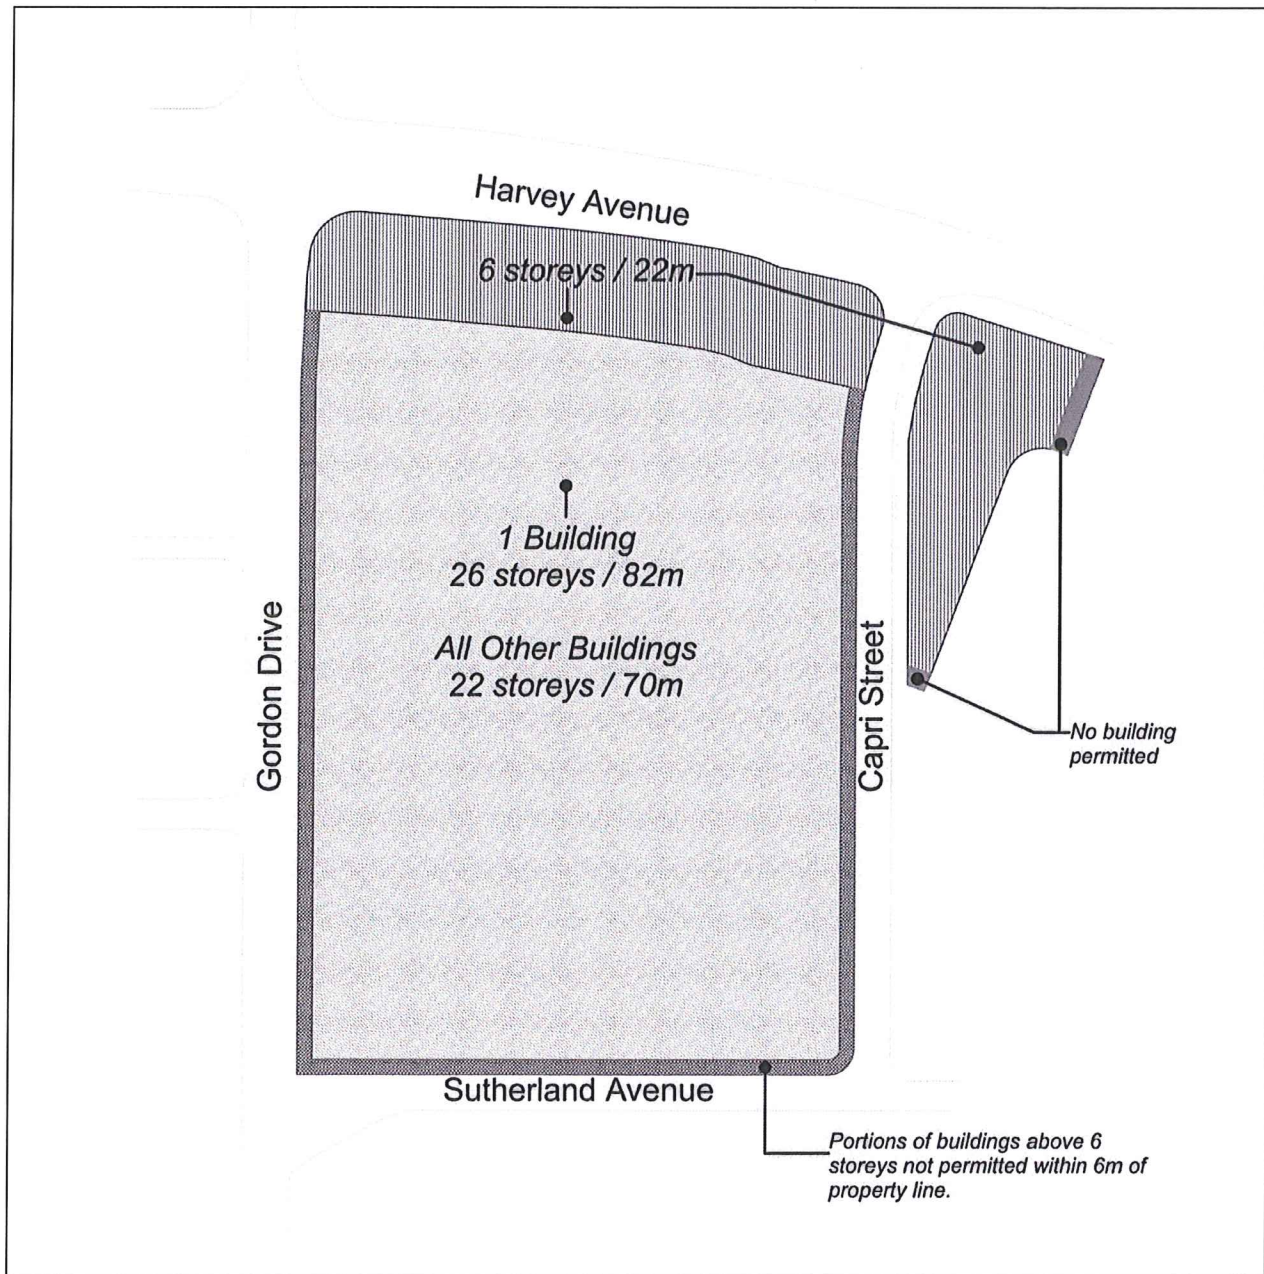 Harvey Avenue
6 storeys / 22m
1 Building
26 storeys / 82m
All Other Buildings
22 storeys / 70m
Gordon Drive
Capri Street
No building
permitted
Sutherland Avenue
Portions of buildings above 6
storeys not permitted within 6m of
property line.